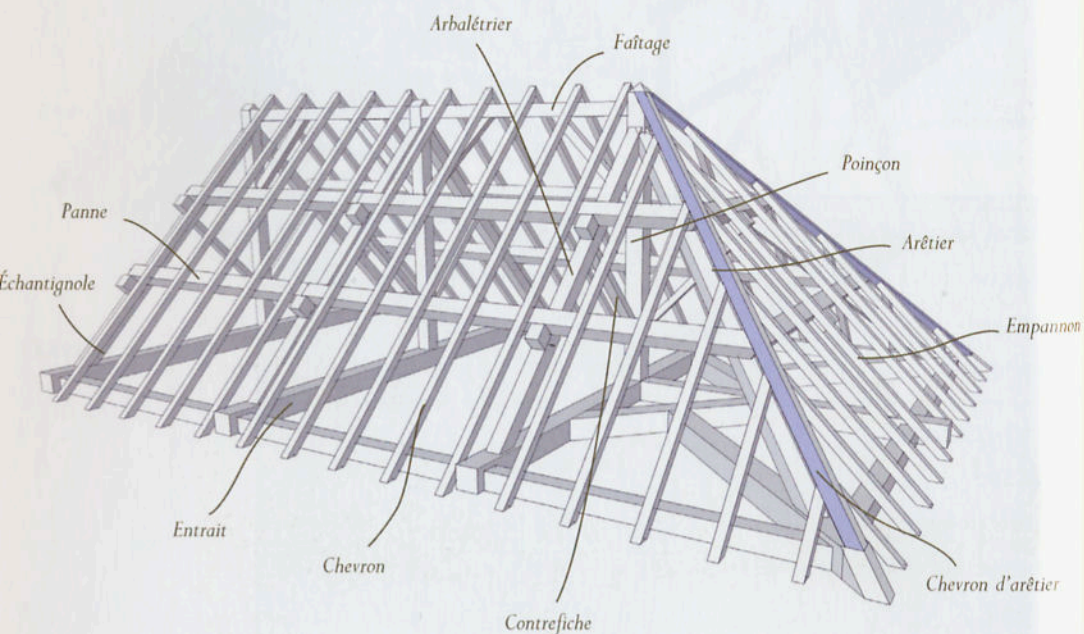 Arbalétrier
Faîtage
Poinçon
Panne
Arêtier
Échantignole
Empannon
Entrait
Chevron
Chevron d'arêtier
Contrefiche